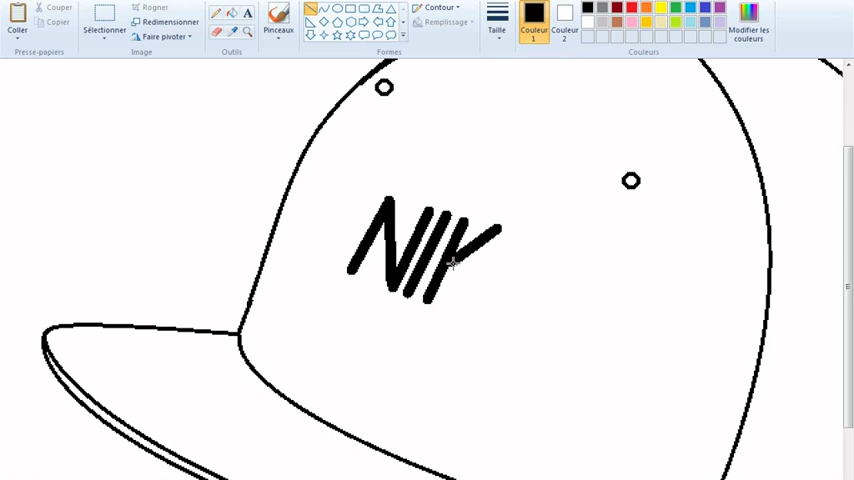 Couper
Copier
Coller
Presse-papiers
Sélectionner
Rogner
Redimensionner
Faire pivoter
Image
A
Outils
Pinceaux
Contour
Remplissage
Formes
Taille
Couleur 1
Couleur 2
Modifier les couleurs
Couleurs